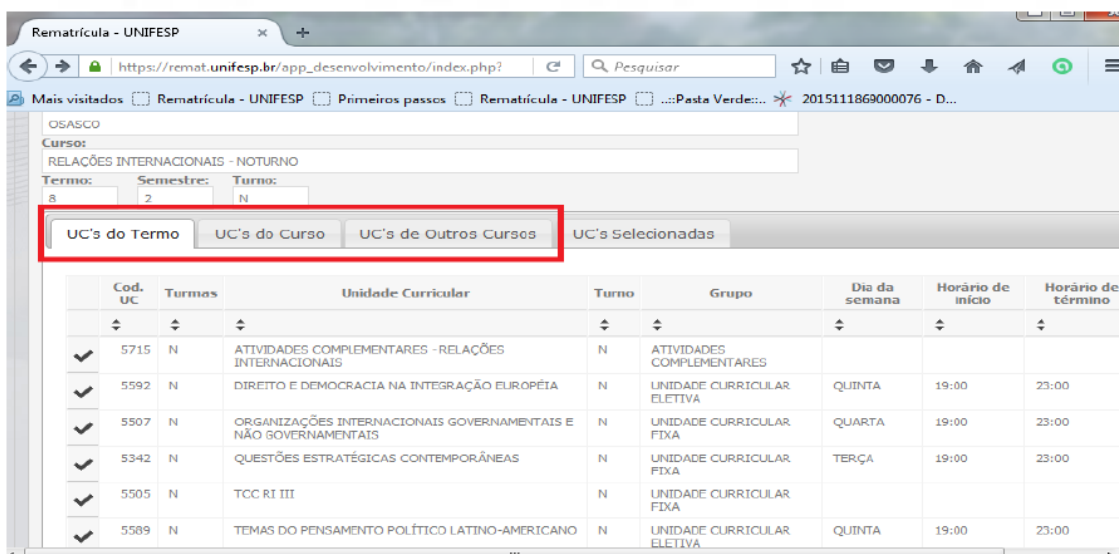 Rematrícula - UNIFESP
https://remat.unifesp.br/app_desenvolvimento/index.php?
Pesquisar
Mais visitados Rematrícula - UNIFESP Primeiros passos Rematrícula - UNIFESP ..::Pasta Verde::.. 2015111869000076 - D...
OSASCO
Curso:
RELAÇÕES INTERNACIONAIS - NOTURNO
Termo: Semestre: Turno:
8 2 N
UC's do Termo UC's do Curso UC's de Outros Cursos UC's Selecionadas
Cod. UC Turmas Unidade Curricular Turno Grupo Dia da semana Horário de início Horário de término
5715 N ATIVIDADES COMPLEMENTARES - RELAÇÕES INTERNACIONAIS N ATIVIDADES COMPLEMENTARES
5592 N DIREITO E DEMOCRACIA NA INTEGRAÇÃO EUROPÉIA N UNIDADE CURRICULAR ELETIVA QUINTA 19:00 23:00
5507 N ORGANIZAÇÕES INTERNACIONAIS GOVERNAMENTAIS E NÃO GOVERNAMENTAIS N UNIDADE CURRICULAR FIXA QUARTA 19:00 23:00
5342 N QUESTÕES ESTRATÉGICAS CONTEMPORÂNEAS N UNIDADE CURRICULAR FIXA TERÇA 19:00 23:00
5505 N TCC RI III N UNIDADE CURRICULAR FIXA
5589 N TEMAS DO PENSAMENTO POLÍTICO LATINO-AMERICANO N UNIDADE CURRICULAR ELETIVA QUINTA 19:00 23:00